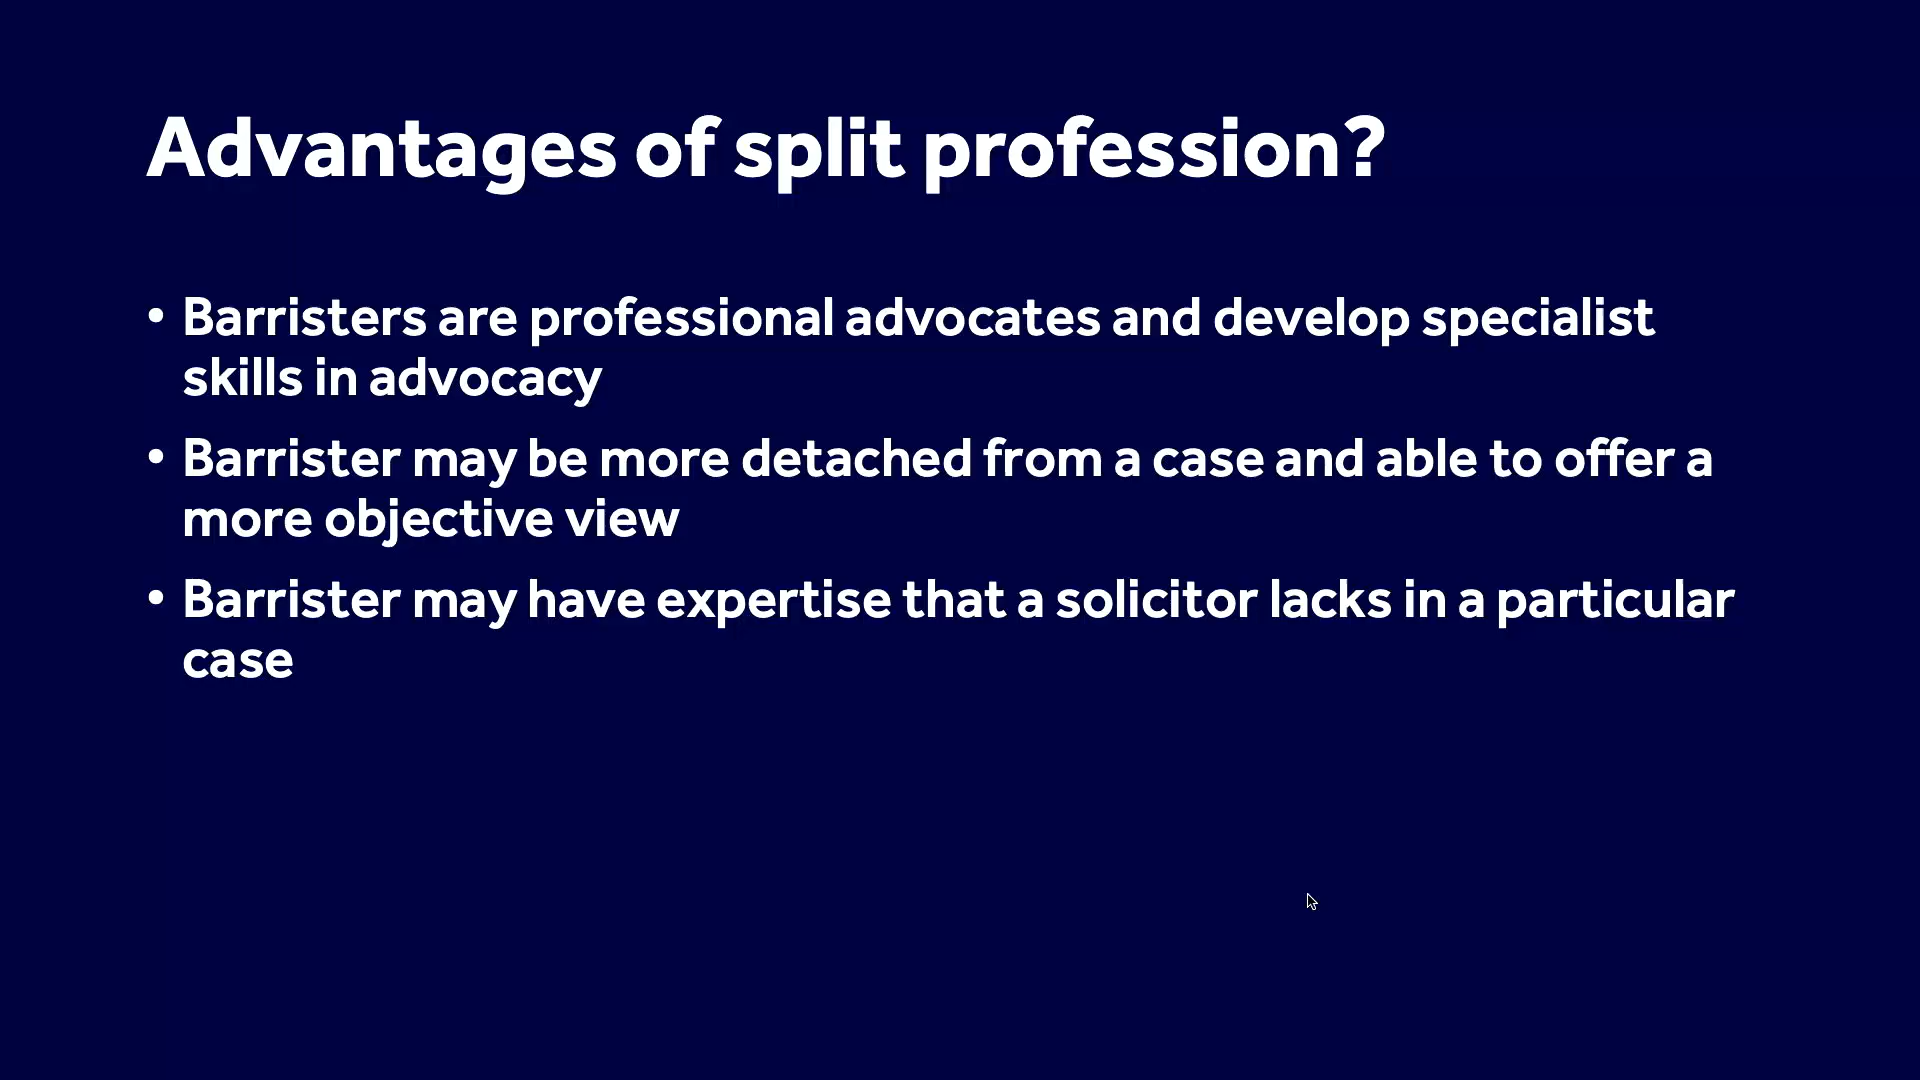 Advantages of split profession?
• Barristers are professional advocates and develop specialist
skills in advocacy
• Barrister may be more detached from a case and able to offer a
more objective view
• Barrister may have expertise that a solicitor lacks in a particular
case